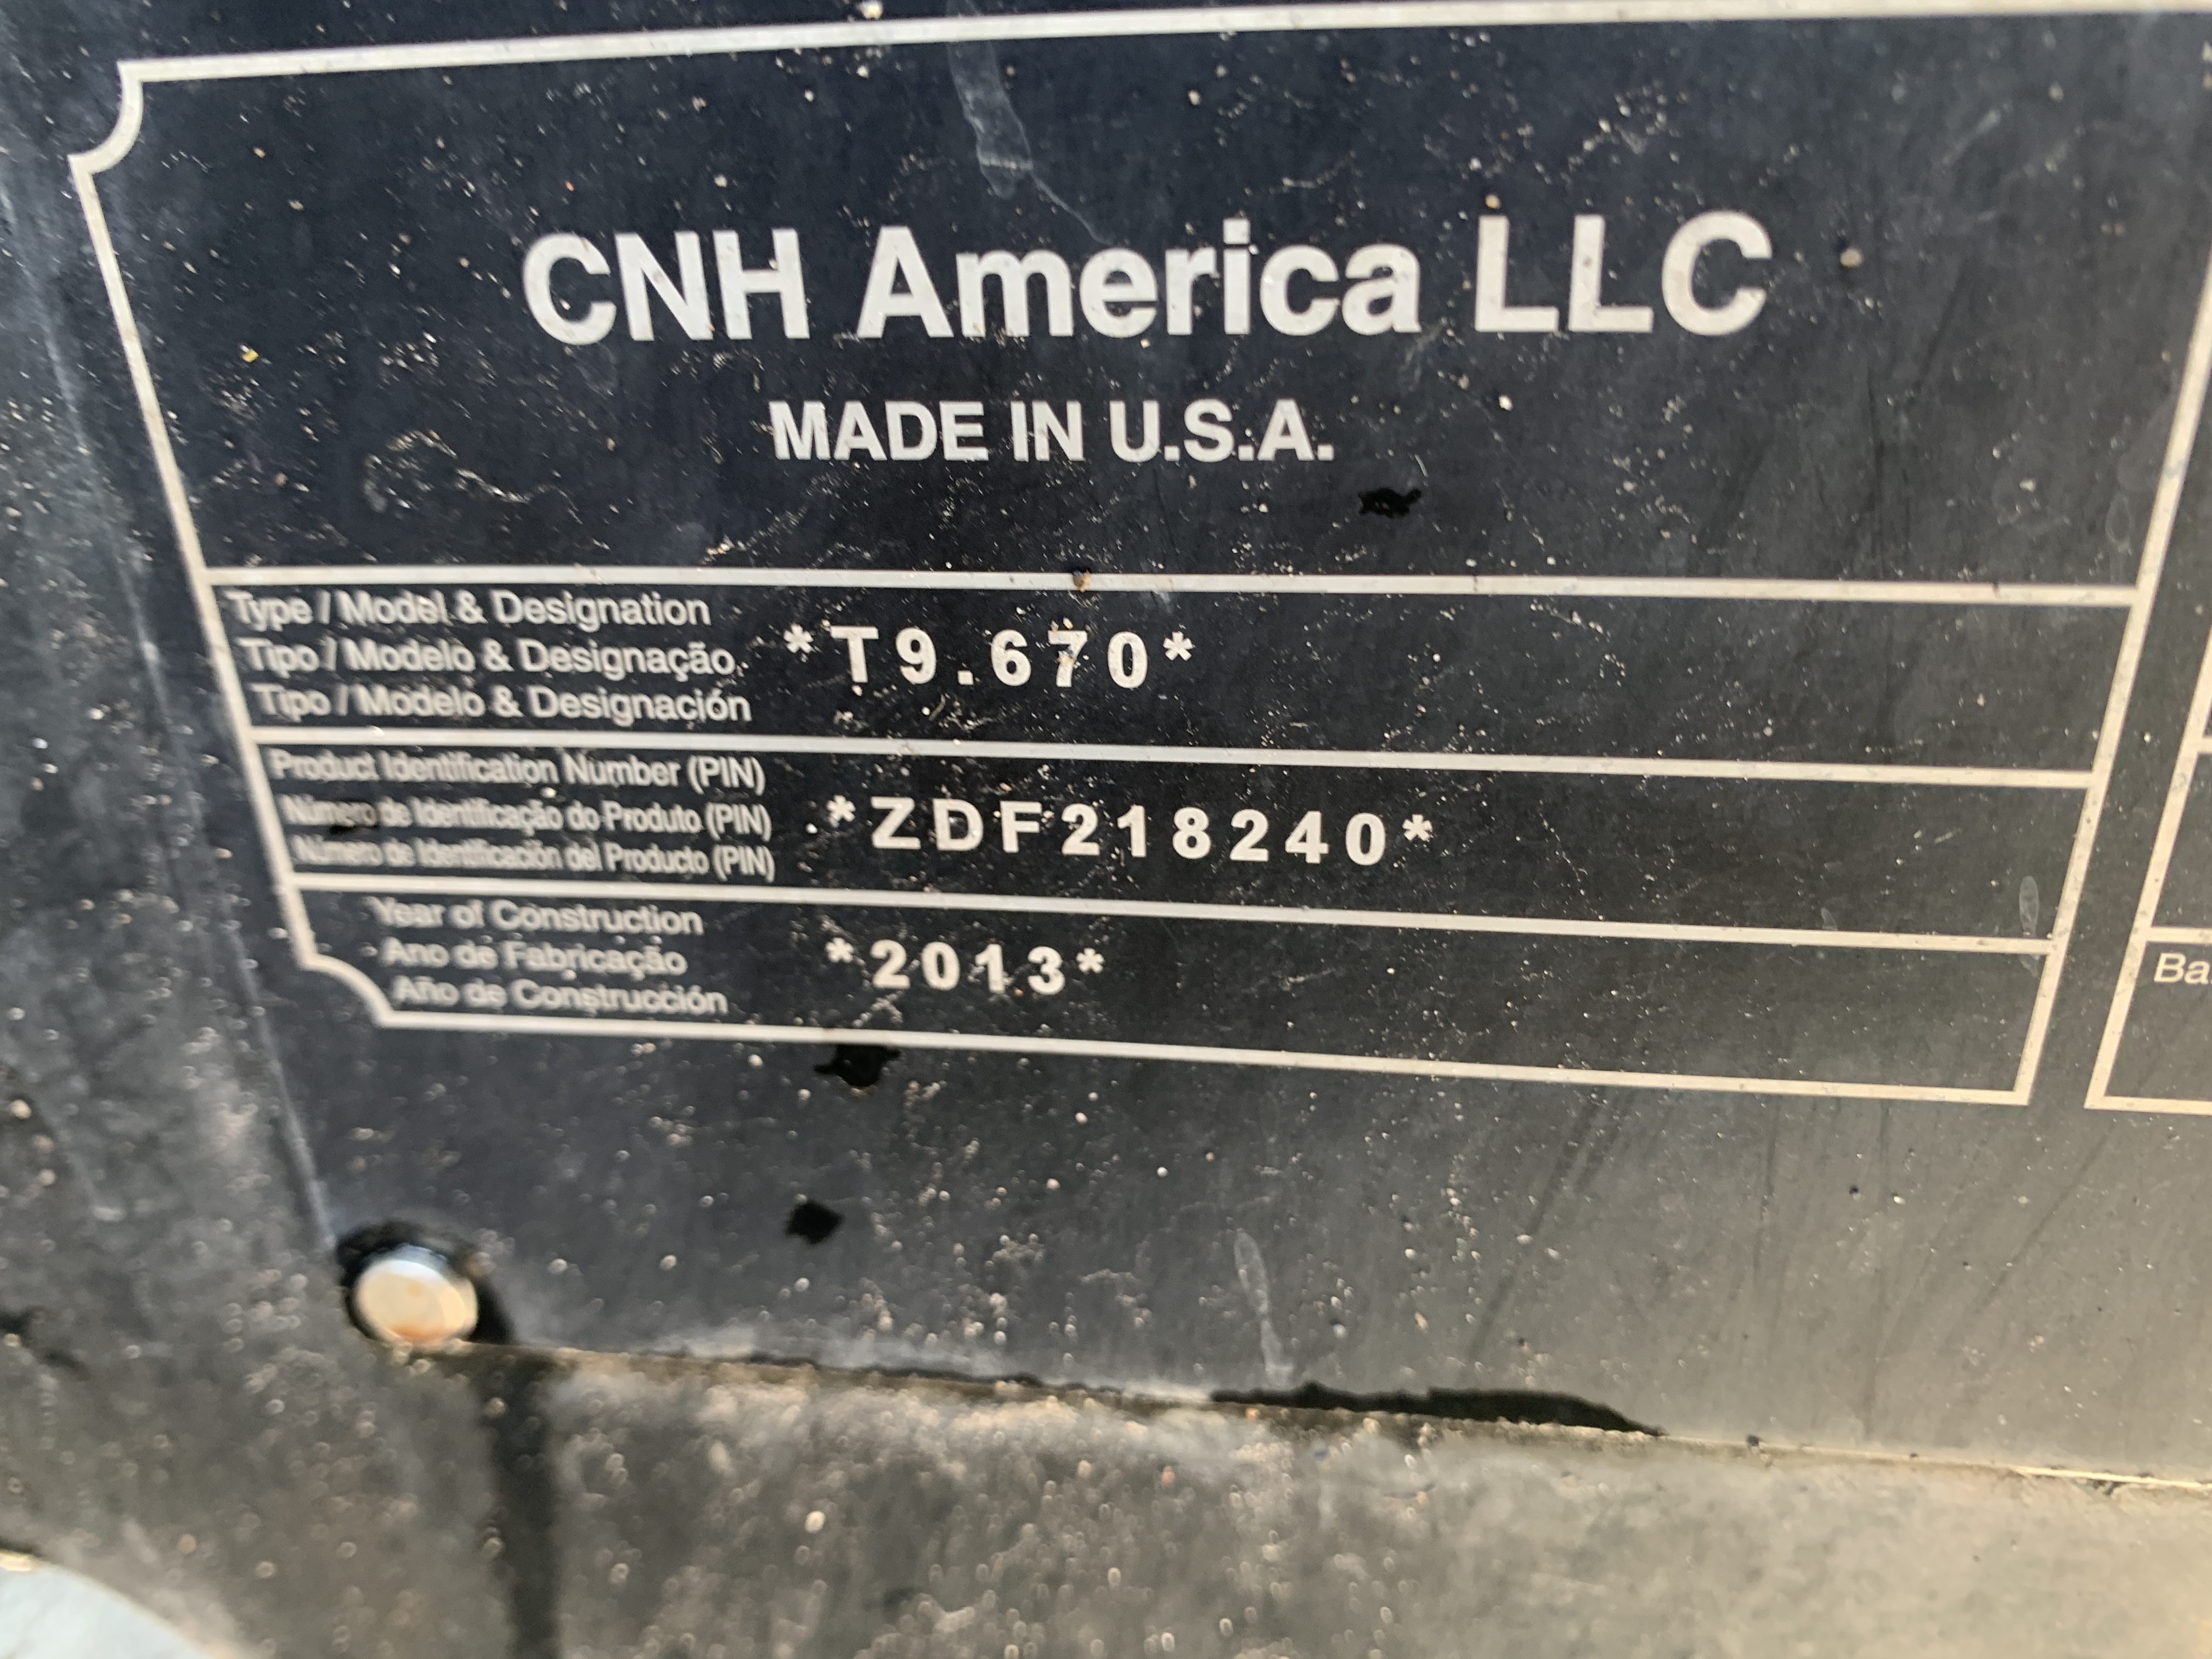 CNH America LLC
MADE IN U.S.A.
Type / Model & Designation
Tipo / Modelo & Designação
Tipo / Modelo & Designación
*T9.670*
Product Identification Number (PIN)
Número de Identificação do Produto (PIN)
Número de Identificación del Producto (PIN)
*ZDF218240*
Year of Construction
Ano de Fabricação
Año de Construcción
*2013*
Ba